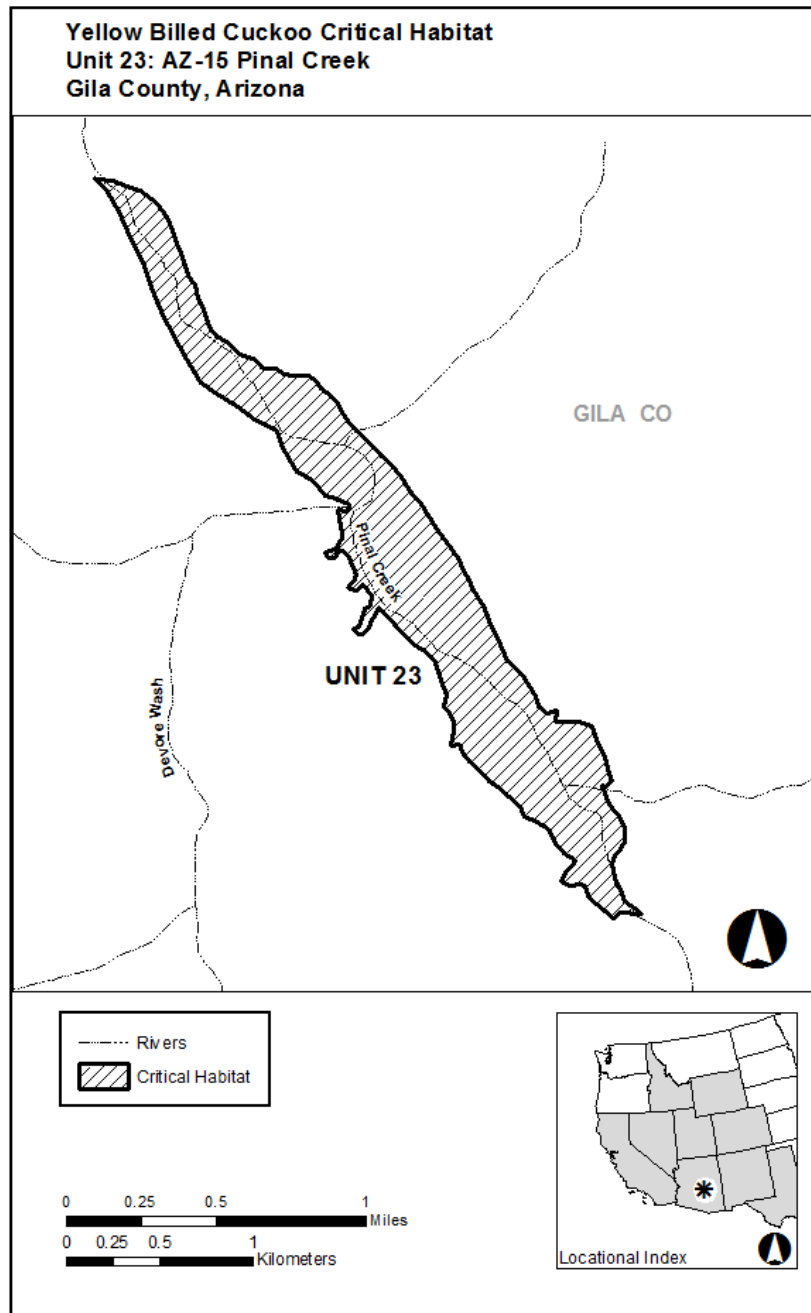 Yellow Billed Cuckoo Critical Habitat
Unit 23: AZ-15 Pinal Creek
Gila County, Arizona
GILA CO
Pinal Creek
UNIT 23
Devore Wash
Rivers
Critical Habitat
0 0.25 0.5 1
Miles
0 0.25 0.5 1
Kilometers
Locational Index